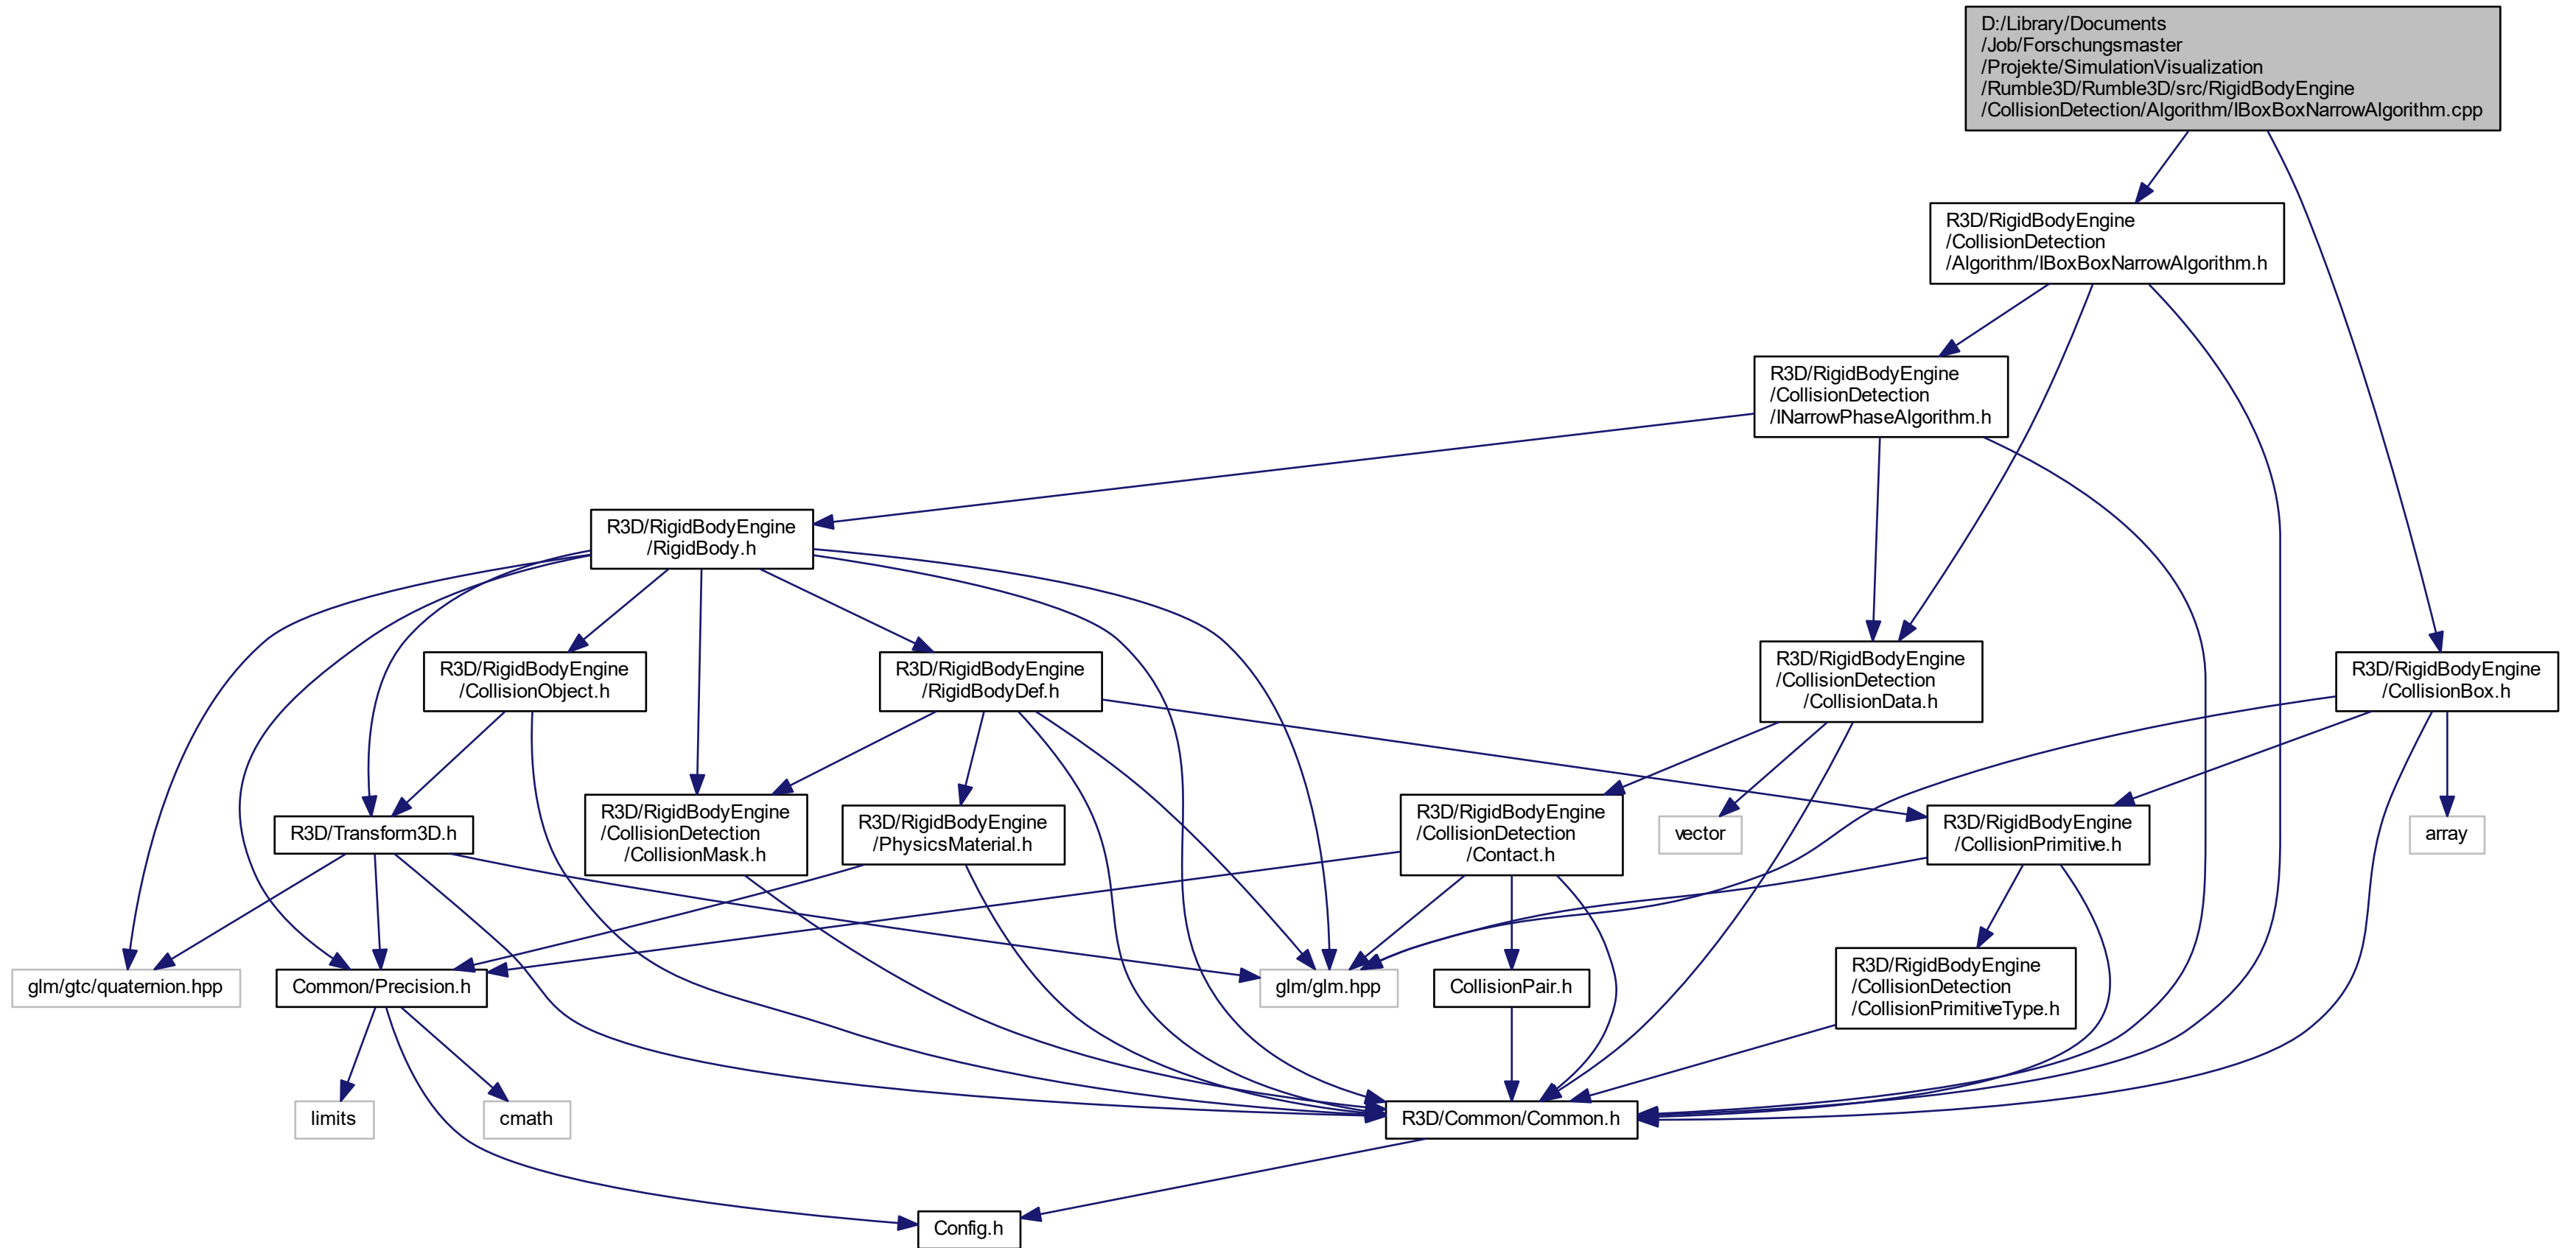 D:/Library/Documents
/Job/Forschungsmaster
/Projekte/SimulationVisualization
/Rumble3D/Rumble3D/src/RigidBodyEngine
/CollisionDetection/Algorithm/IBoxBoxNarrowAlgorithm.cpp
R3D/RigidBodyEngine
/CollisionDetection
/Algorithm/IBoxBoxNarrowAlgorithm.h
R3D/RigidBodyEngine
/CollisionDetection
/INarrowPhaseAlgorithm.h
R3D/RigidBodyEngine
/RigidBody.h
R3D/RigidBodyEngine
/CollisionObject.h
R3D/RigidBodyEngine
/RigidBodyDef.h
R3D/RigidBodyEngine
/CollisionDetection
/CollisionData.h
R3D/RigidBodyEngine
/CollisionBox.h
R3D/Transform3D.h
R3D/RigidBodyEngine
/CollisionDetection
/CollisionMask.h
R3D/RigidBodyEngine
/PhysicsMaterial.h
R3D/RigidBodyEngine
/CollisionDetection
/Contact.h
vector
R3D/RigidBodyEngine
/CollisionPrimitive.h
array
glm/gtc/quaternion.hpp
Common/Precision.h
glm/glm.hpp
CollisionPair.h
R3D/RigidBodyEngine
/CollisionDetection
/CollisionPrimitiveType.h
limits
cmath
R3D/Common/Common.h
Config.h